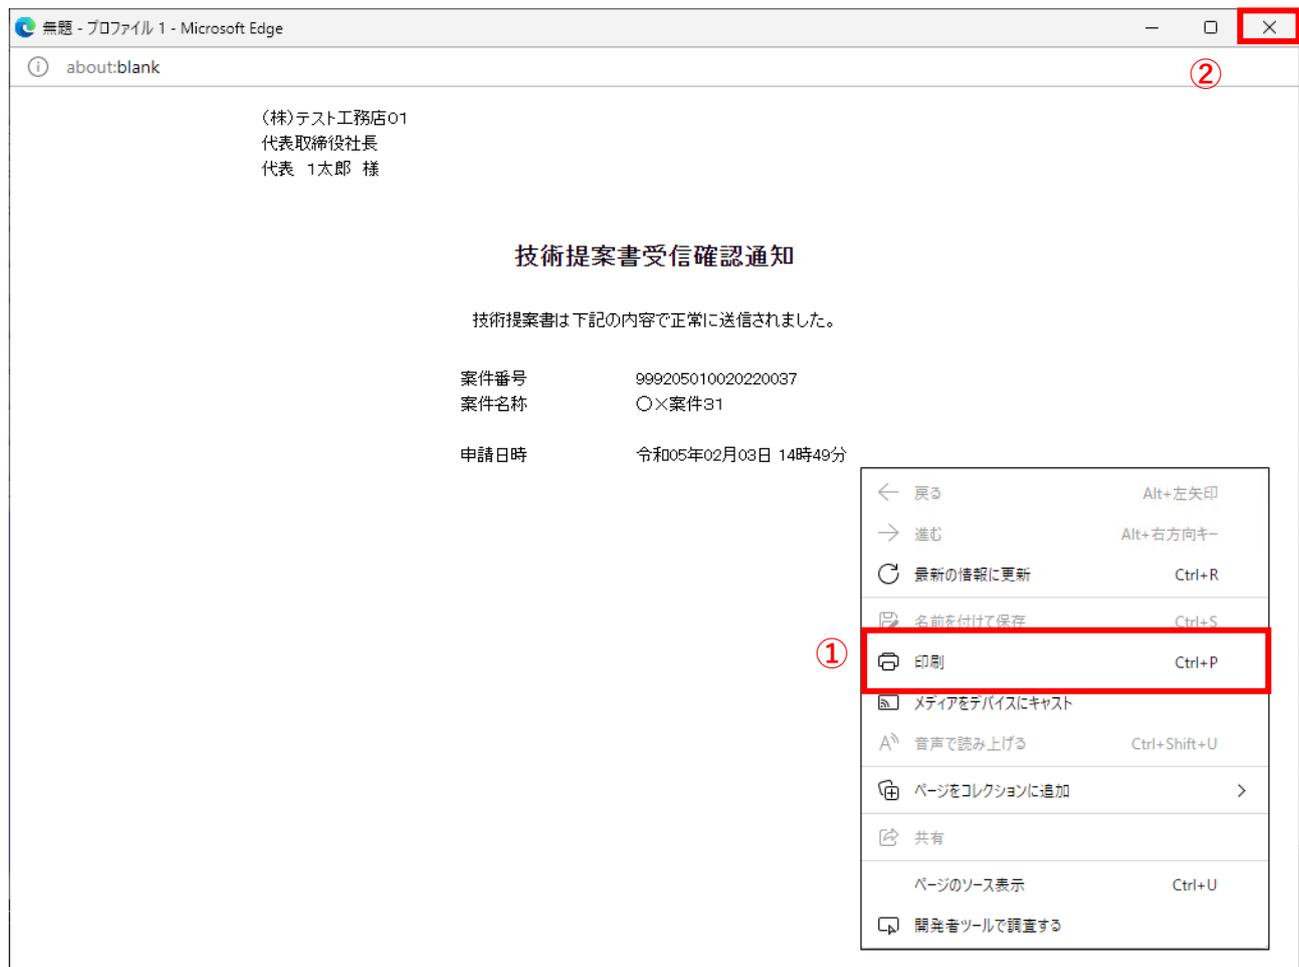 無題 - プロファイル 1 - Microsoft Edge
about:blank
②
(株)テスト工務店01
代表取締役社長
代表 1太郎 様
技術提案書受信確認通知
技術提案書は下記の内容で正常に送信されました。
案件番号 999205010020220037
案件名称 〇×案件31
申請日時 令和05年02月03日 14時49分
戻る Alt+左矢印
進む Alt+右方向キー
最新の情報に更新 Ctrl+R
名前を付けて保存 Ctrl+S
① 印刷 Ctrl+P
メディアをデバイスにキャスト
音声で読み上げる Ctrl+Shift+U
ページをコレクションに追加
共有
ページのソース表示 Ctrl+U
開発者ツールで調査する